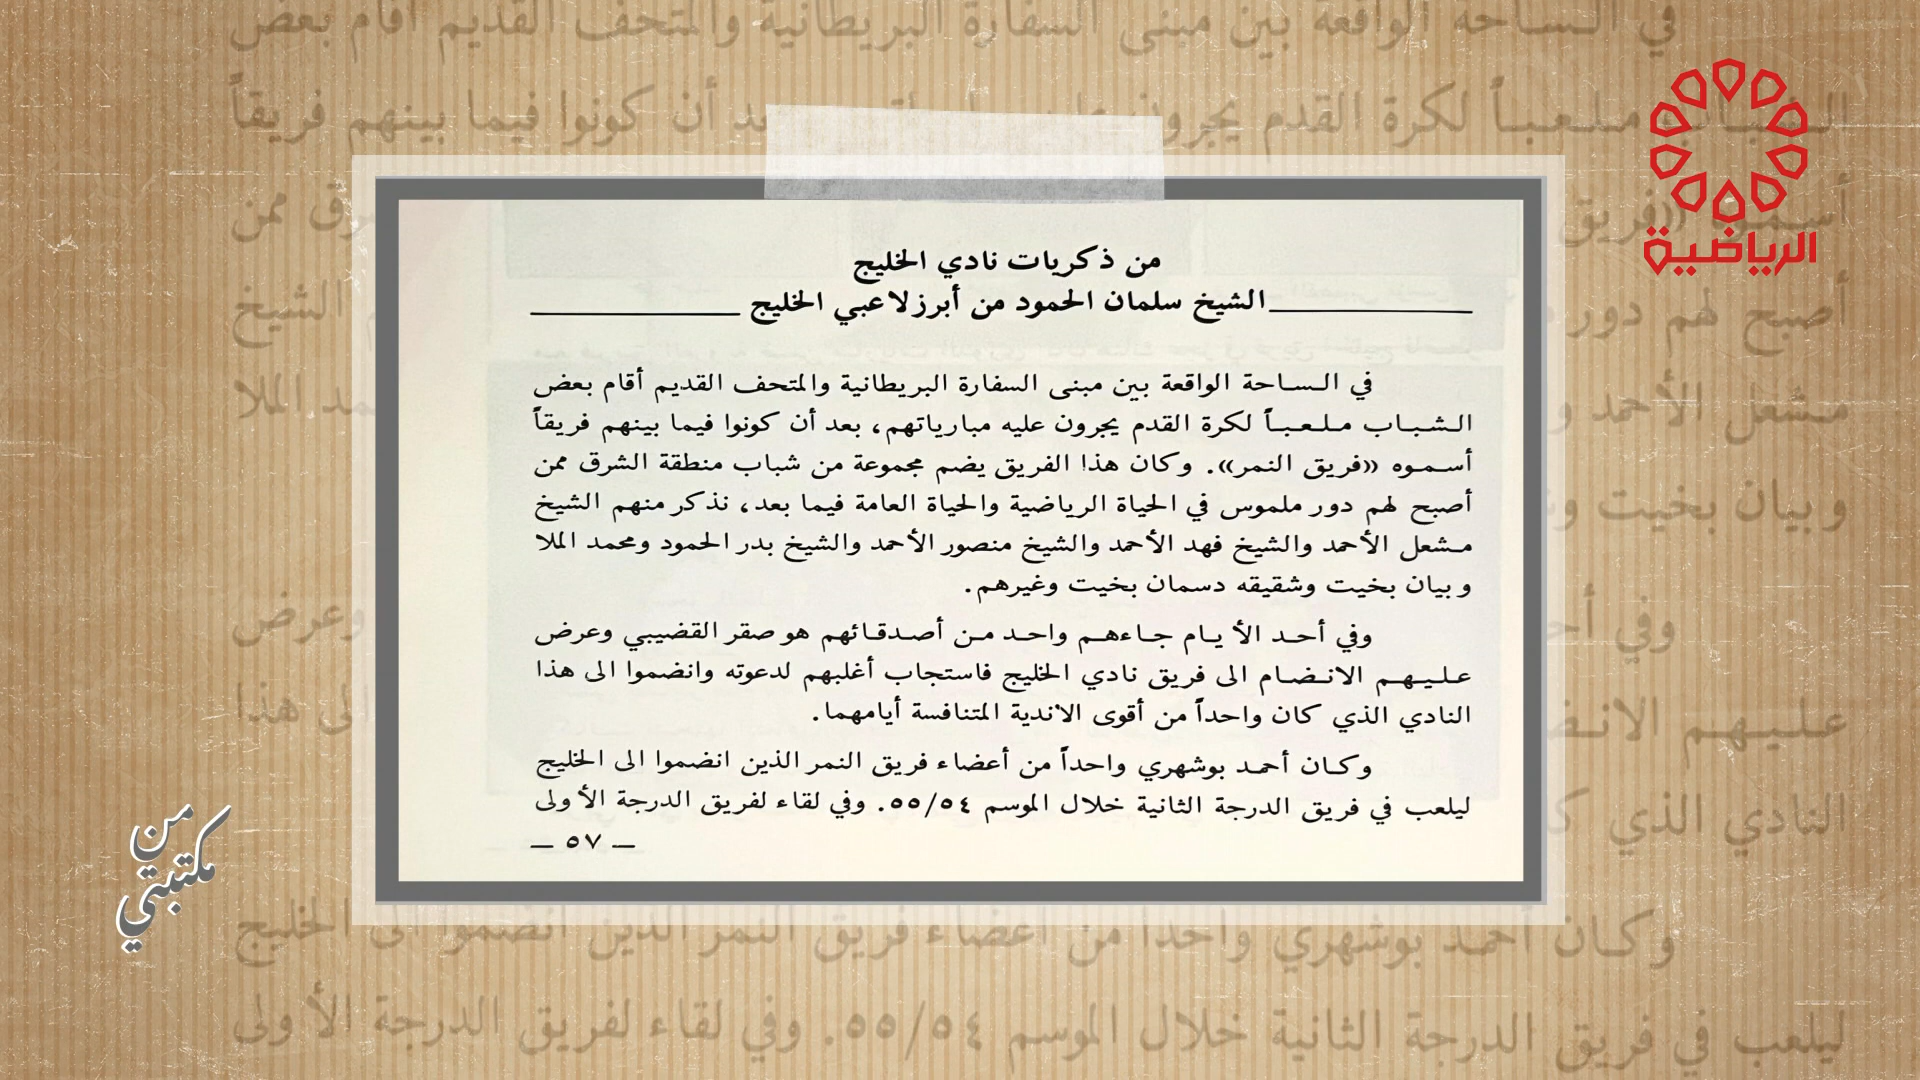 الرياضية
من ذكريات نادي الخليج
الشيخ سلمان الحمود من أبرز لاعبي الخليج
في الساحة الواقعة بين مبنى السفارة البريطانية والمتحف القديم أقام بعض
الشباب ملعباً لكرة القدم يجرون عليه مبارياتهم، بعد أن كونوا فيما بينهم فريقاً
أسموه «فريق النمر». وكان هذا الفريق يضم مجموعة من شباب منطقة الشرق ممن
أصبح لهم دور ملموس في الحياة الرياضية والحياة العامة فيما بعد، نذكر منهم الشيخ
مشعل الأحمد والشيخ فهد الأحمد والشيخ منصور الأحمد والشيخ بدر الحمود ومحمد الملا
وبيان بخيت وشقيقه دسمان بخيت وغيرهم.
وفي أحد الأيام جاءهم واحد من أصدقائهم هو صقر القضيبي وعرض
عليهم الانضمام الى فريق نادي الخليج فاستجاب أغلبهم لدعوته وانضموا الى هذا
النادي الذي كان واحداً من أقوى الاندية المتنافسة أيامهما.
وكان أحمد بوشهري واحداً من أعضاء فريق النمر الذين انضموا الى الخليج
ليلعب في فريق الدرجة الثانية خلال الموسم ٥٥/٥٤. وفي لقاء لفريق الدرجة الأولى
— ٥٧ —
من
مكتبتي